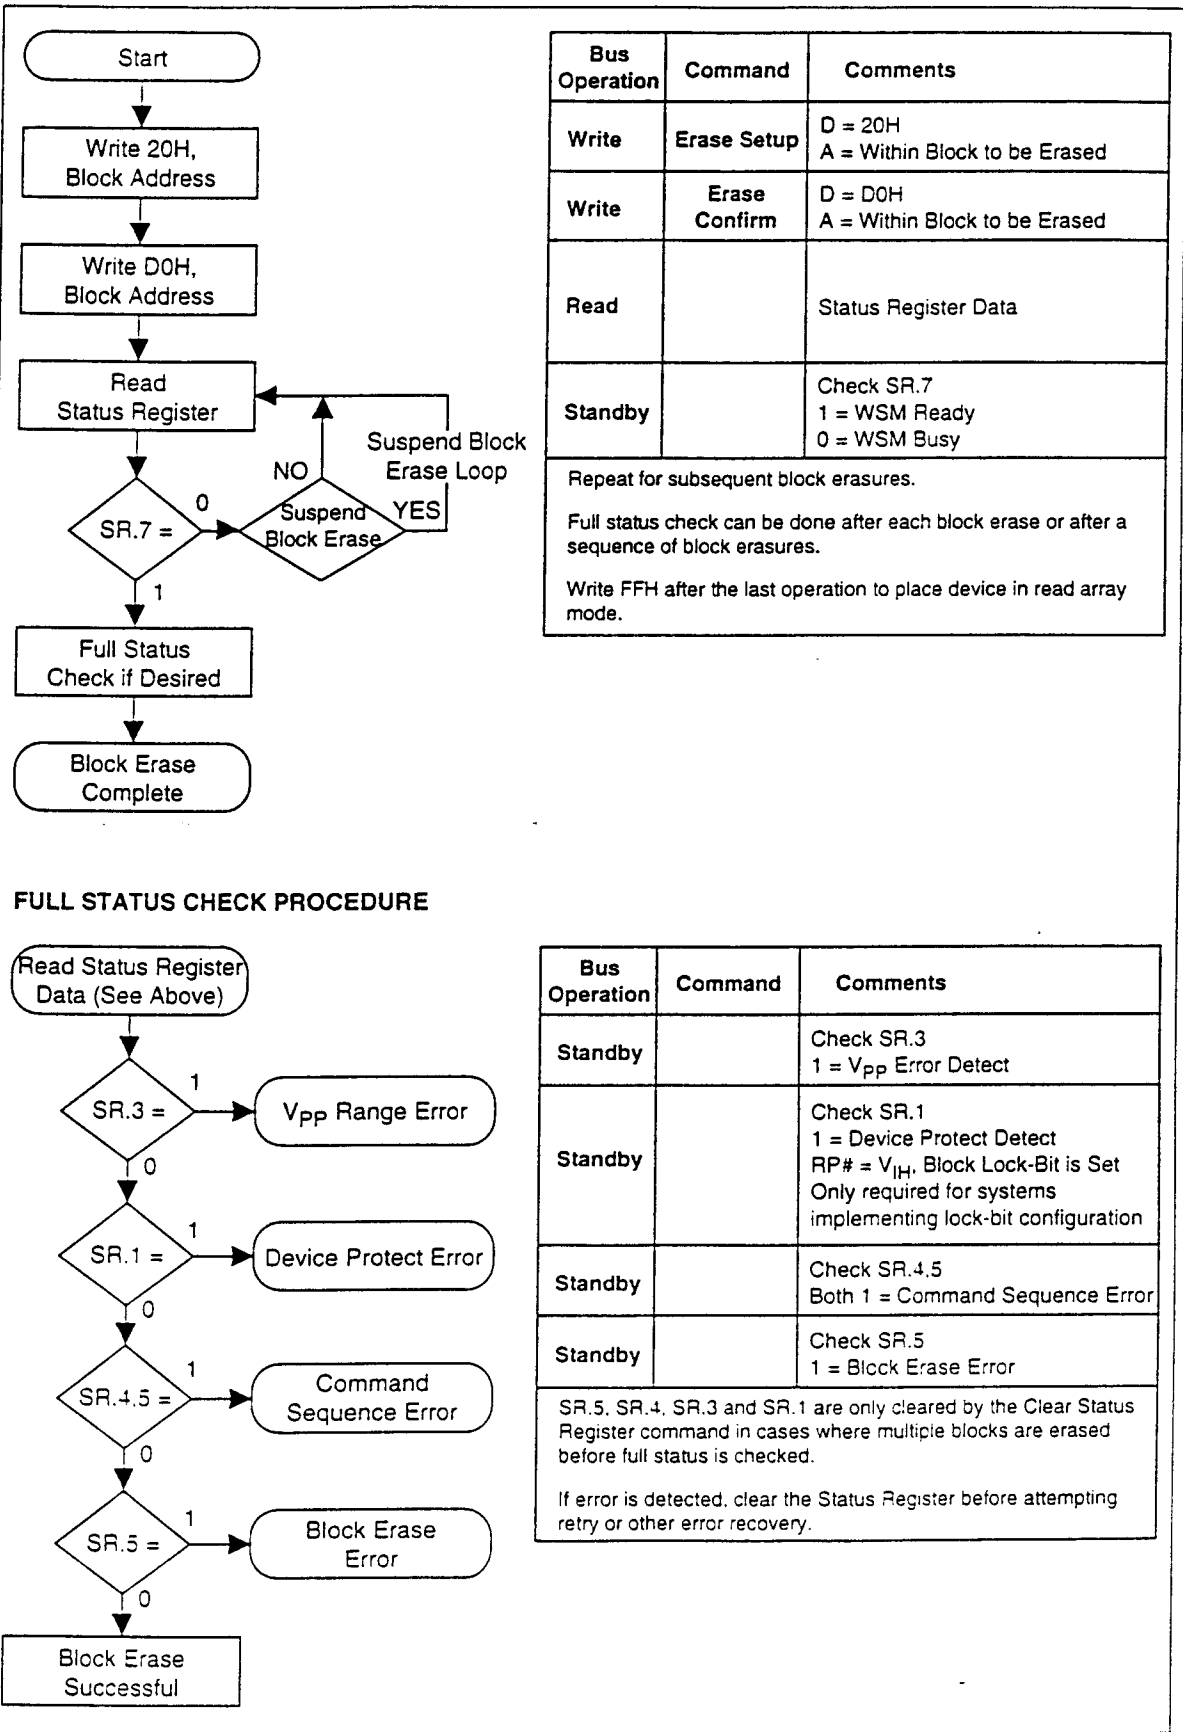 Start
Write 20H,
Block Address
Write D0H,
Block Address
Read
Status Register
Suspend Block
Erase Loop
NO
YES
0
SR.7 =
Suspend
Block Erase
1
Full Status
Check if Desired
Block Erase
Complete
Bus
Operation
Command
Comments
Write
Erase Setup
D = 20H
A = Within Block to be Erased
Write
Erase
Confirm
D = D0H
A = Within Block to be Erased
Read
Status Register Data
Standby
Check SR.7
1 = WSM Ready
0 = WSM Busy
Repeat for subsequent block erasures.
Full status check can be done after each block erase or after a
sequence of block erasures.
Write FFH after the last operation to place device in read array
mode.
FULL STATUS CHECK PROCEDURE
Read Status Register
Data (See Above)
SR.3 =
1
VPP Range Error
0
SR.1 =
1
Device Protect Error
0
SR.4,5 =
1
Command
Sequence Error
0
SR.5 =
1
Block Erase
Error
0
Block Erase
Successful
Bus
Operation
Command
Comments
Standby
Check SR.3
1 = VPP Error Detect
Standby
Check SR.1
1 = Device Protect Detect
RP# = VIH, Block Lock-Bit is Set
Only required for systems
implementing lock-bit configuration
Standby
Check SR.4,5
Both 1 = Command Sequence Error
Standby
Check SR.5
1 = Block Erase Error
SR.5, SR.4, SR.3 and SR.1 are only cleared by the Clear Status
Register command in cases where multiple blocks are erased
before full status is checked.
If error is detected, clear the Status Register before attempting
retry or other error recovery.